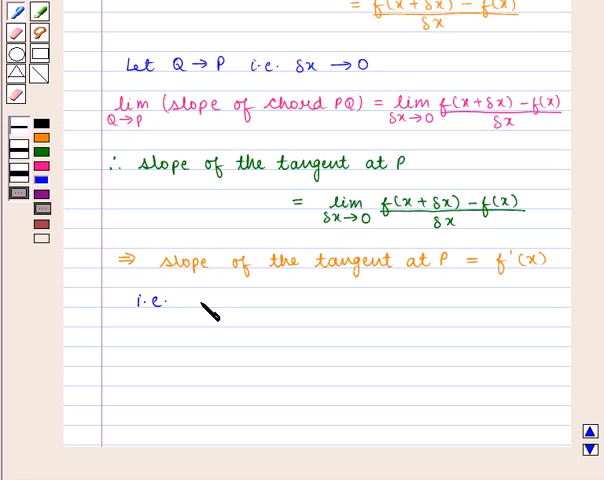 = f(x + δx) - f(x) / δx
Let Q → P i.e. δx → 0
lim Q→P (slope of chord PQ) = lim δx→0 f(x+δx) - f(x) / δx
∴ slope of the tangent at P
= lim δx→0 f(x + δx) - f(x) / δx
⇒ slope of the tangent at P = f'(x)
i.e.